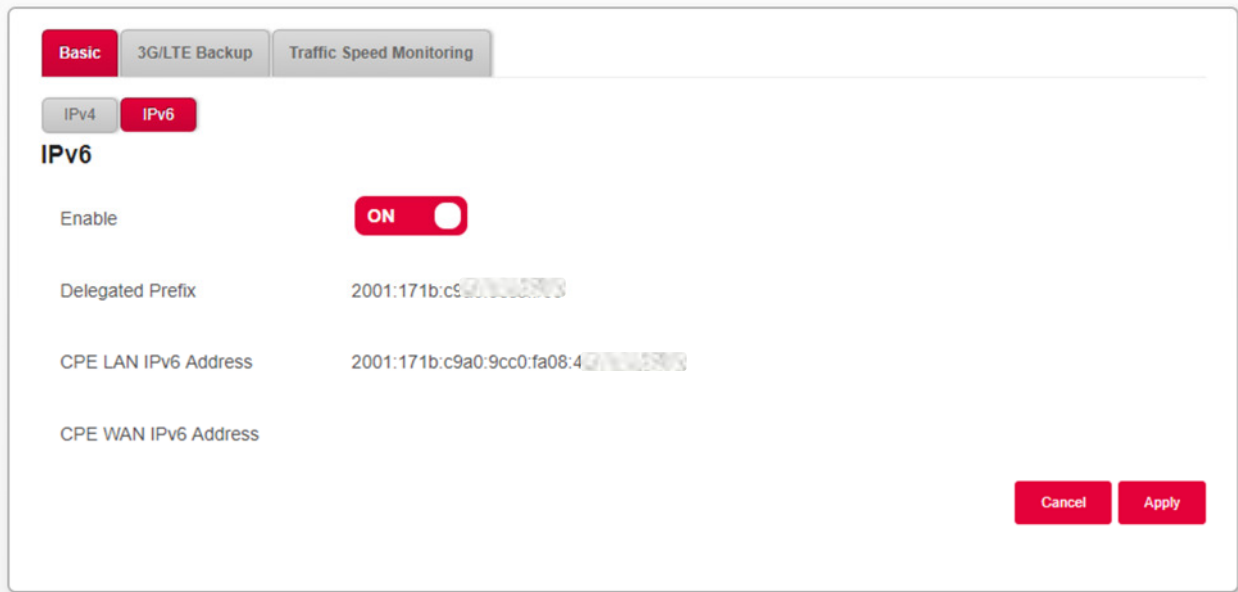 Basic 3G/LTE Backup Traffic Speed Monitoring
IPv4 IPv6
IPv6
Enable ON
Delegated Prefix 2001:171b:c9
CPE LAN IPv6 Address 2001:171b:c9a0:9cc0:fa08:4
CPE WAN IPv6 Address
Cancel Apply